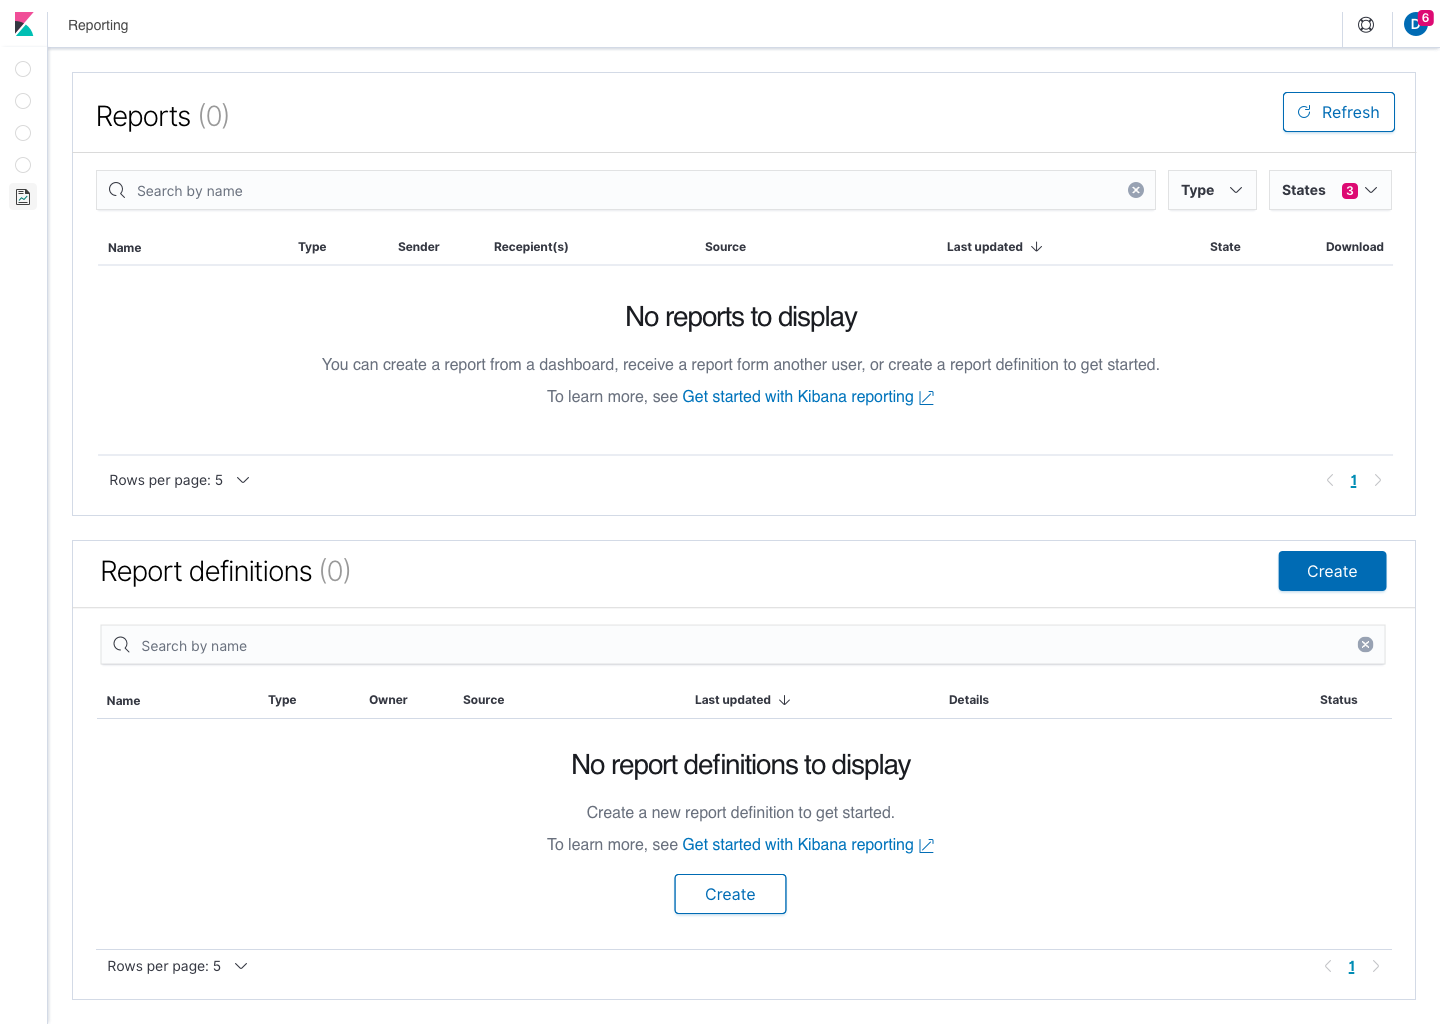 Reporting
D
6
Reports (0)
Refresh
Search by name
Type
States 3
Name Type Sender Recepient(s) Source Last updated State Download
No reports to display
You can create a report from a dashboard, receive a report form another user, or create a report definition to get started.
To learn more, see Get started with Kibana reporting
Rows per page: 5
1
Report definitions (0)
Create
Search by name
Name Type Owner Source Last updated Details Status
No report definitions to display
Create a new report definition to get started.
To learn more, see Get started with Kibana reporting
Create
Rows per page: 5
1